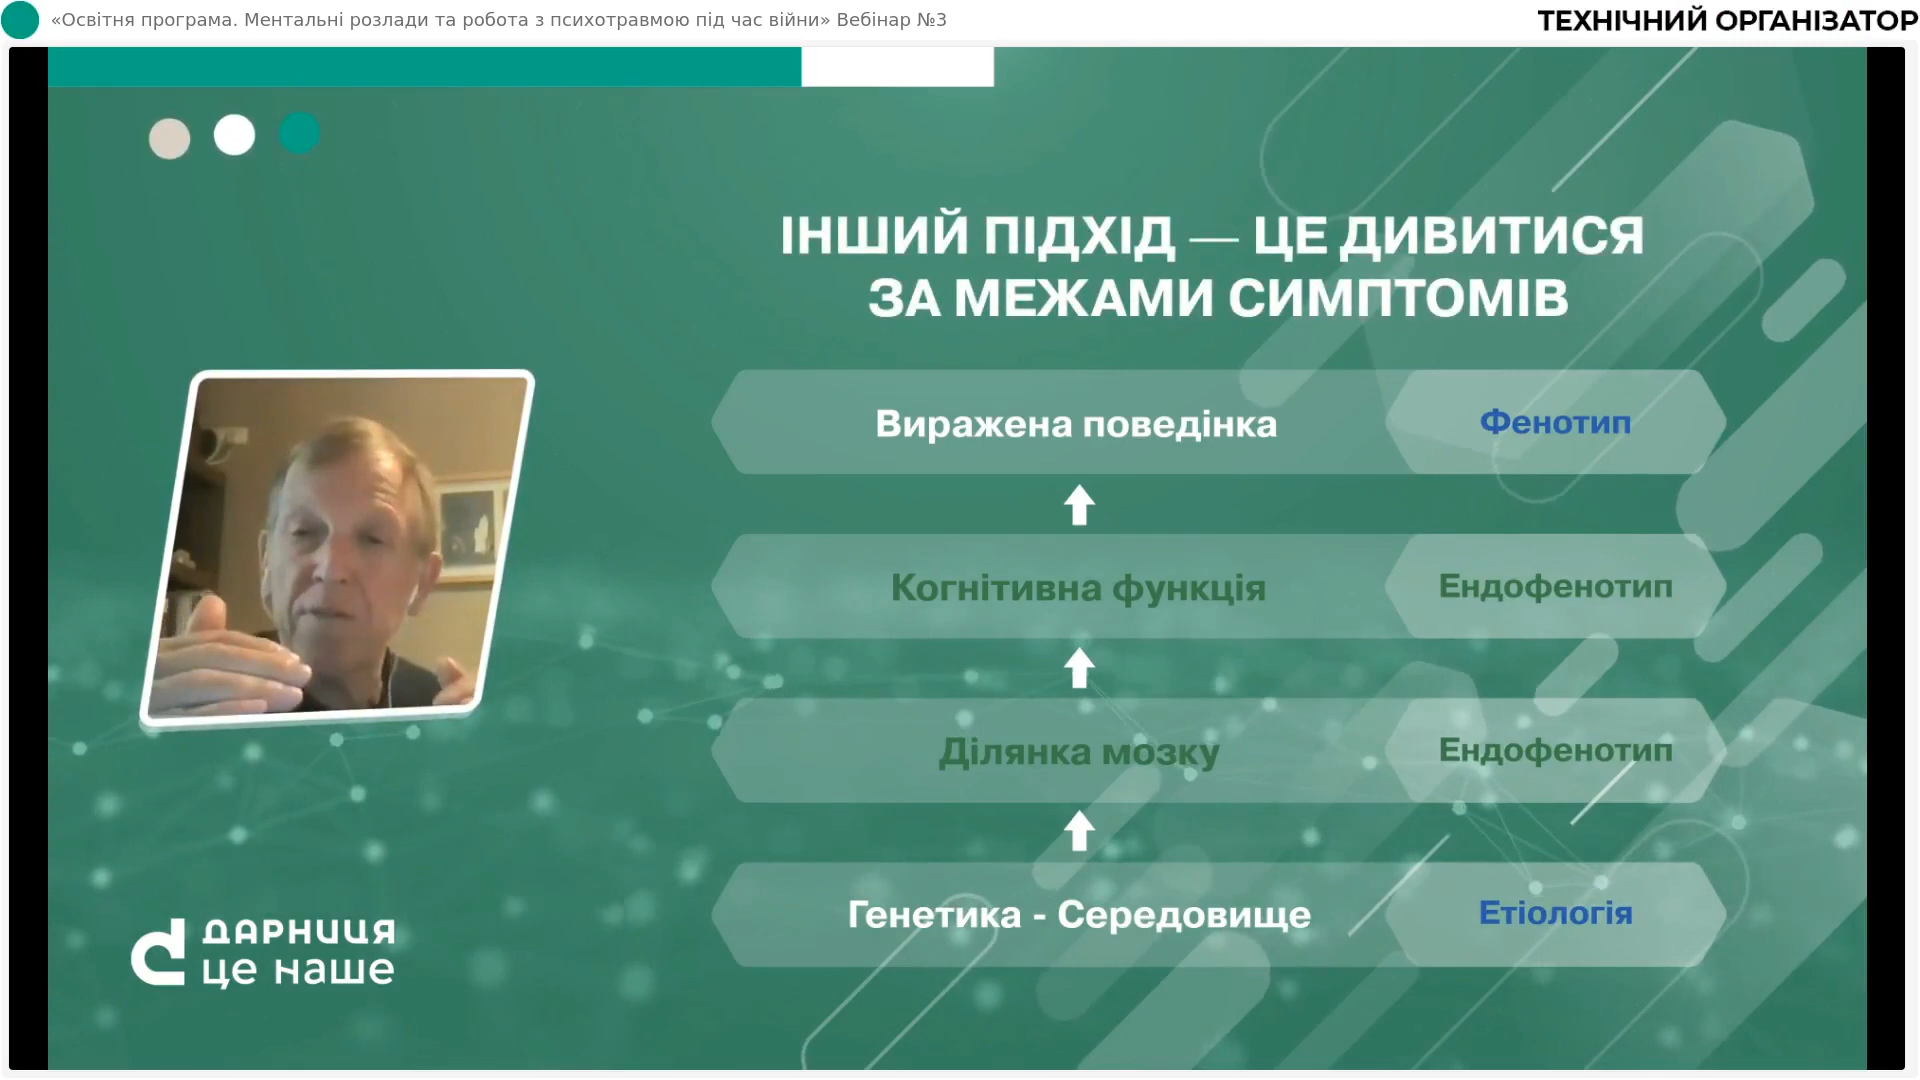 «Освітня програма. Ментальні розлади та робота з психотравмою під час війни» Вебінар №3
ТЕХНІЧНИЙ ОРГАНІЗАТОР
ІНШИЙ ПІДХІД — ЦЕ ДИВИТИСЯ
ЗА МЕЖАМИ СИМПТОМІВ
Виражена поведінка
Фенотип
Когнітивна функція
Ендофенотип
Ділянка мозку
Ендофенотип
Генетика - Середовище
Етіологія
ДАРНИЦЯ
це наше